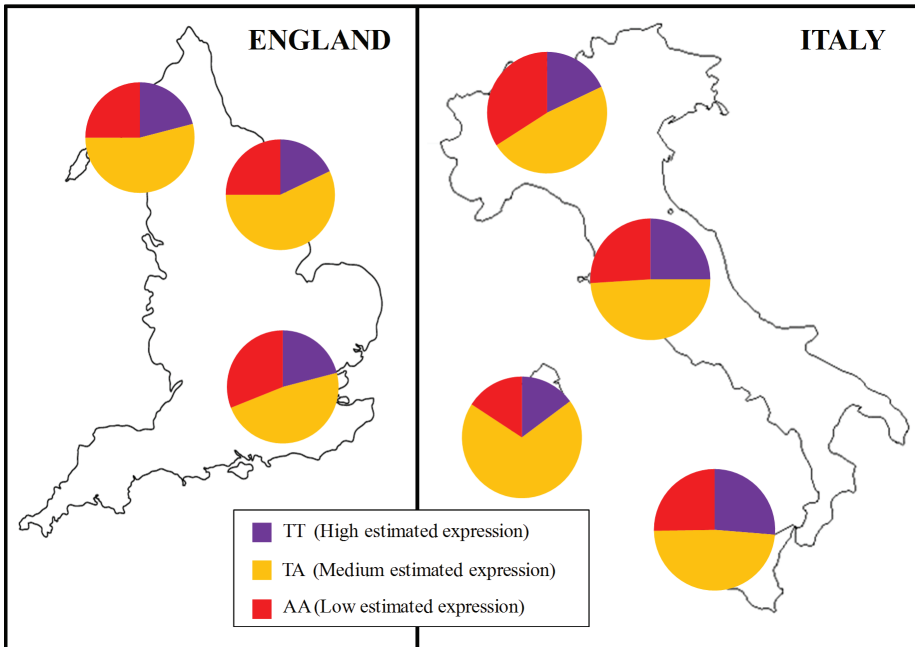 ENGLAND
ITALY
TT (High estimated expression)
TA (Medium estimated expression)
AA (Low estimated expression)